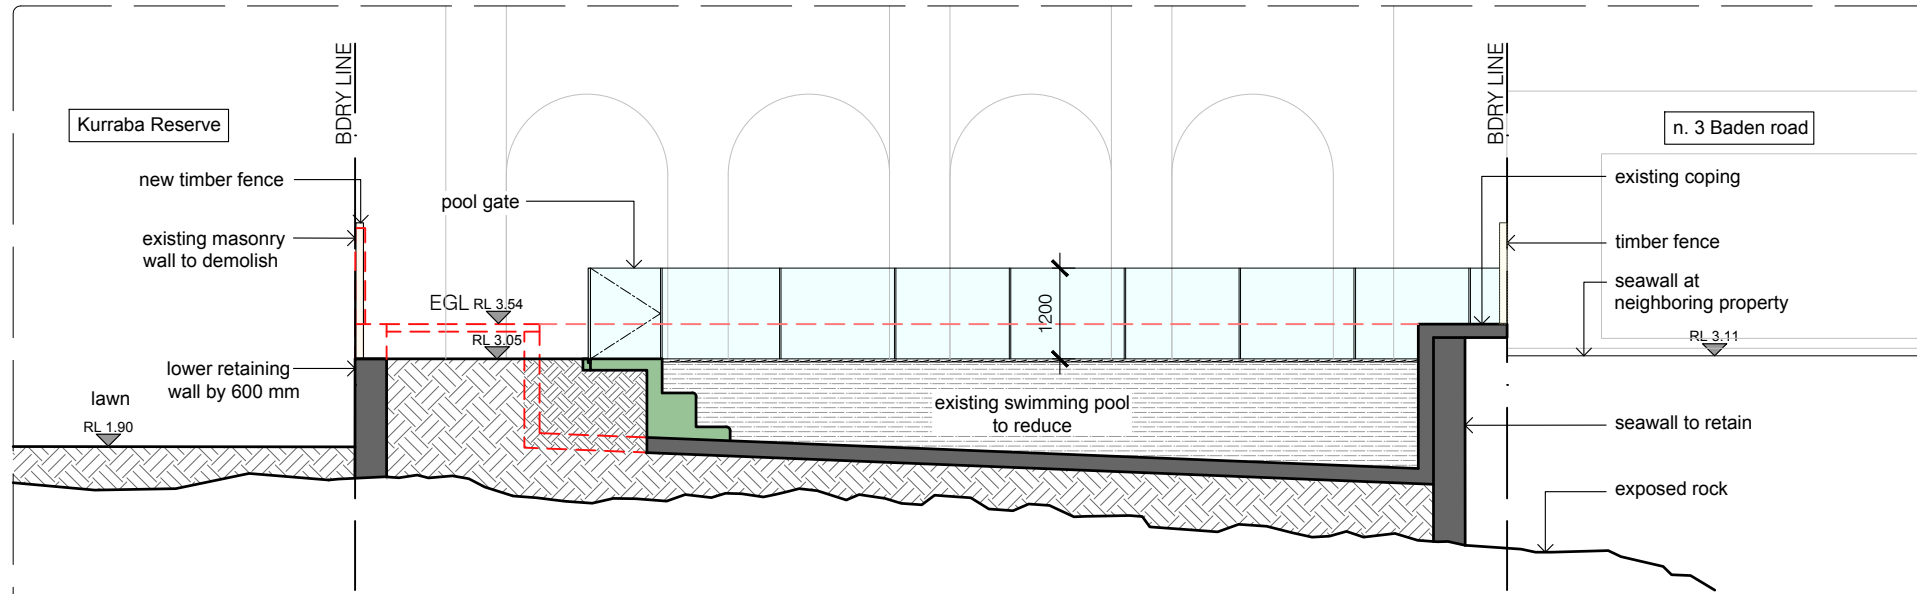 BDRY LINE
BDRY LINE
Kurraba Reserve
n. 3 Baden road
new timber fence
existing masonry
wall to demolish
pool gate
EGL RL 3.54
RL 3.05
lower retaining
wall by 600 mm
lawn
RL 1.90
1200
existing swimming pool
to reduce
existing coping
timber fence
seawall at
neighboring property
RL 3.11
seawall to retain
exposed rock